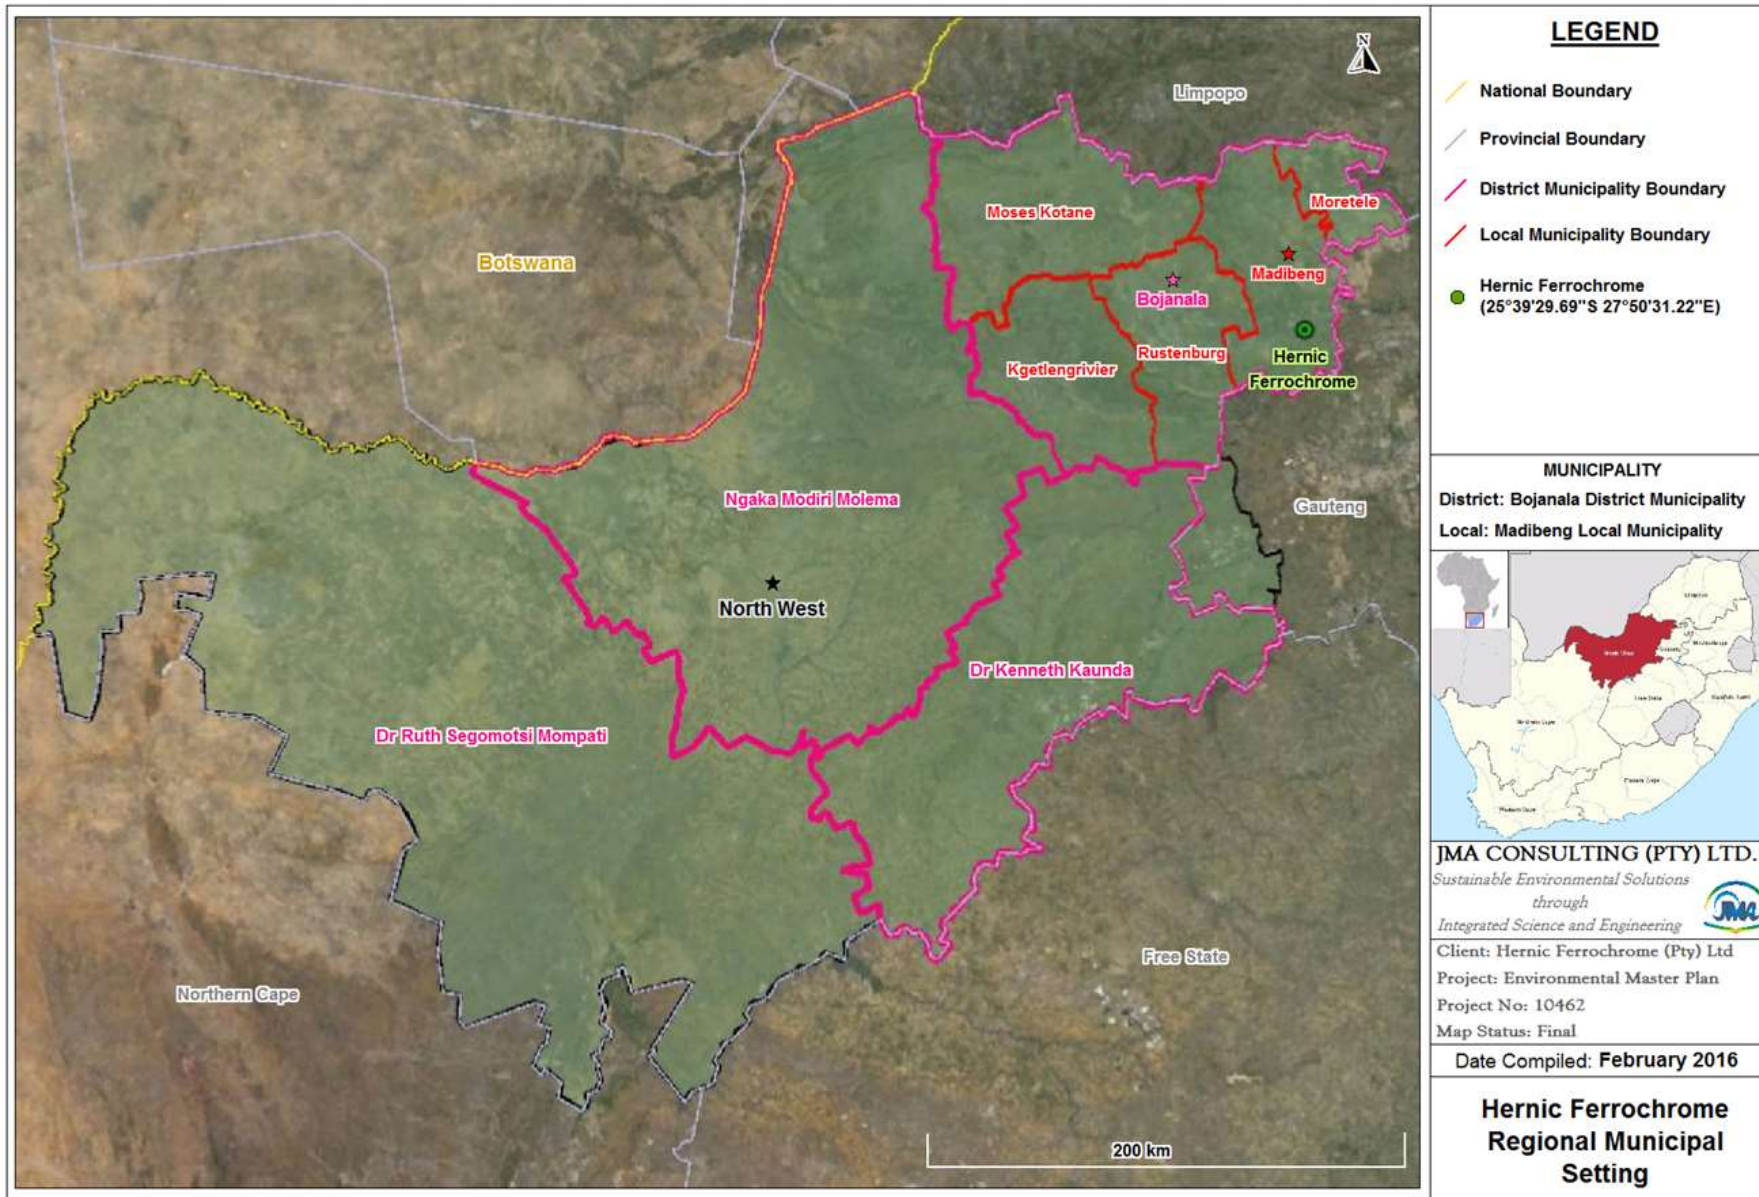 N
Limpopo
Moses Kotane
Moretele
Madibeng
Botswana
Bojanala
Rustenburg
Kgetlengrivier
Hernic
Ferrochrome
Ngaka Modiri Molema
Gauteng
North West
Dr Kenneth Kaunda
Dr Ruth Segomotsi Mompati
Free State
Northern Cape
200 km
LEGEND
National Boundary
Provincial Boundary
District Municipality Boundary
Local Municipality Boundary
Hernic Ferrochrome
(25°39'29.69"S 27°50'31.22"E)
MUNICIPALITY
District: Bojanala District Municipality
Local: Madibeng Local Municipality
North West
Free State
JMA CONSULTING (PTY) LTD.
Sustainable Environmental Solutions
through
Integrated Science and Engineering
JMA
Client: Hernic Ferrochrome (Pty) Ltd
Project: Environmental Master Plan
Project No: 10462
Map Status: Final
Date Compiled: February 2016
Hernic Ferrochrome
Regional Municipal
Setting